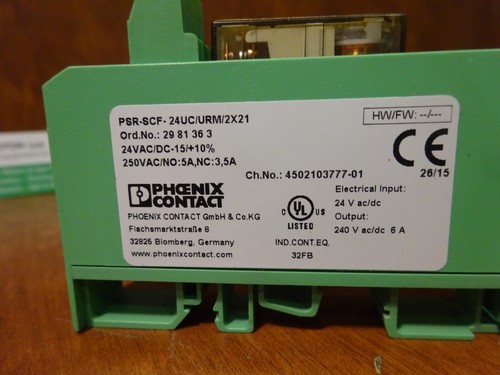 PSR-SCF- 24UC/URM/2X21
HW/FW: --/---
Ord.No.: 29 81 36 3
24VAC/DC-15/+10%
250VAC/NO:5A,NC:3,5A
CE
Ch.No.: 4502103777-01
26/15
PHŒNIX
CONTACT
PHOENIX CONTACT GmbH & Co.KG
Flachsmarktstraße 8
32825 Blomberg, Germany
www.phoenixcontact.com
C UL US
LISTED
IND.CONT.EQ.
32FB
Electrical Input:
24 V ac/dc
Output:
240 V ac/dc 6 A